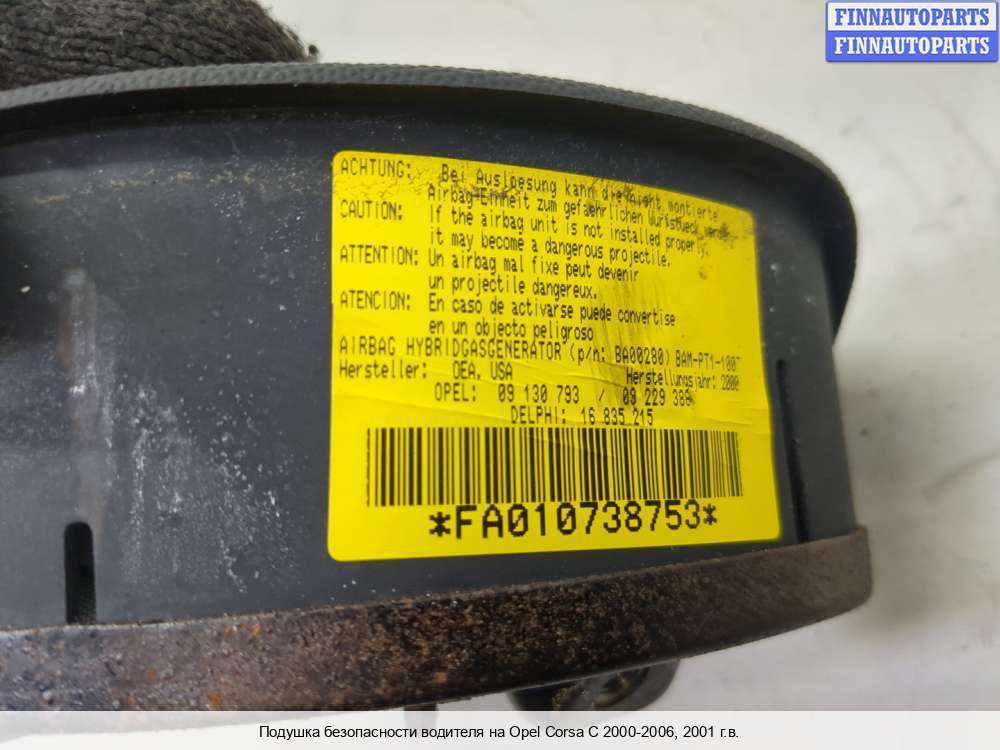 FINNAUTOPARTS
FINNAUTOPARTS
ACHTUNG: Bei Ausloesung kann die nicht montierte
Airbag-Einheit zum gefaehrlichen Wurfstueck
CAUTION: If the airbag unit is not installed properly,
it may become a dangerous projectile.
ATTENTION: Un airbag mal fixe peut devenir
un projectile dangereux.
ATENCION: En caso de activarse puede convertise
en un objecto peligroso
AIRBAG HYBRIDGASGENERATOR (p/n: BA00280) BAM-PT1-1007
Hersteller: OEA, USA Herstellungsjahr: 2000
OPEL: 09 130 793 / 09 229 388
DELPHI: 16 835 215
*FA010738753*
Подушка безопасности водителя на Opel Corsa C 2000-2006, 2001 г.в.